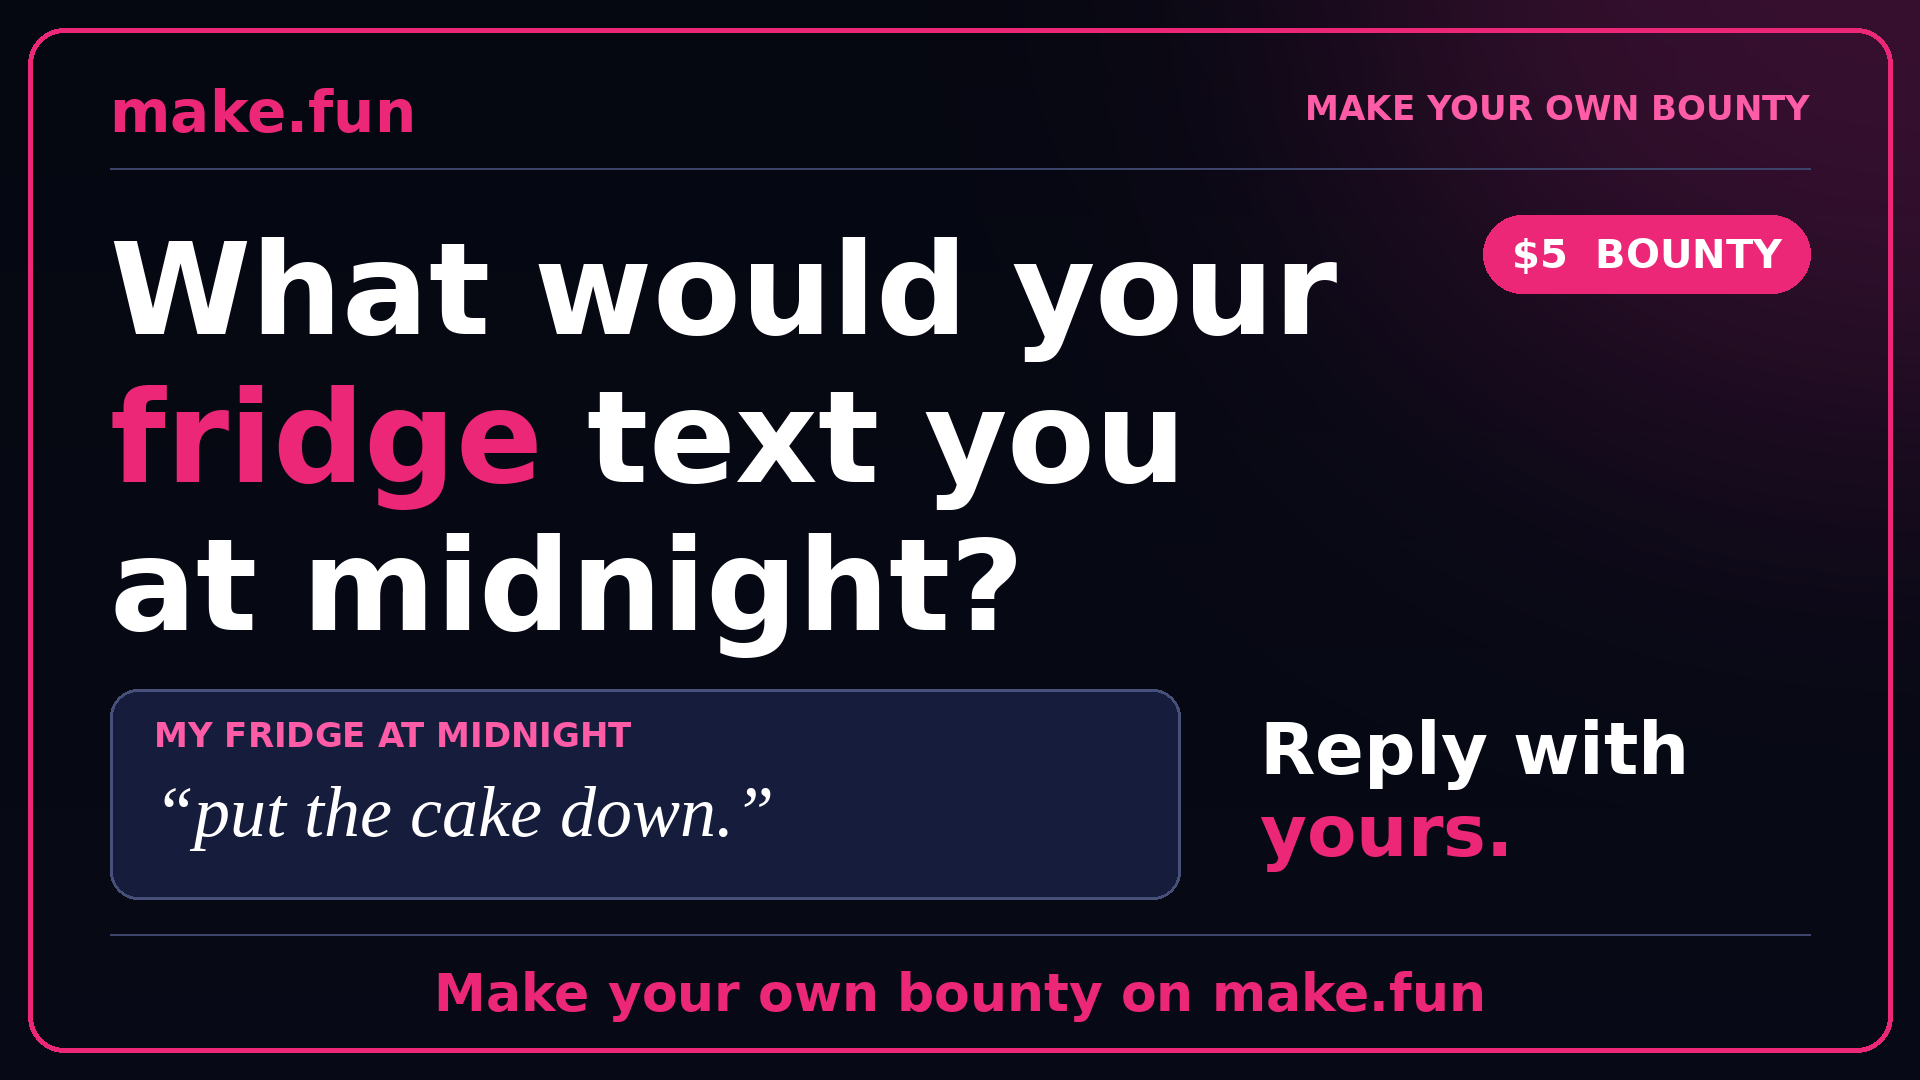 make.fun
MAKE YOUR OWN BOUNTY
What would your
$5 BOUNTY
fridge text you
at midnight?
MY FRIDGE AT MIDNIGHT
“put the cake down.”
Reply with
yours.
Make your own bounty on make.fun